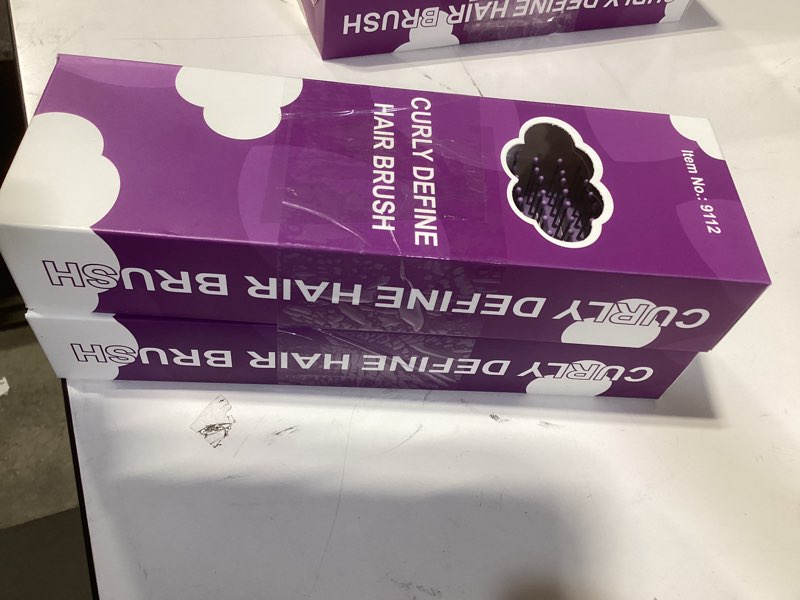 CURLY DEFINE HAIR BRUSH
CURLY DEFINE
HAIR BRUSH
Item No.: 9112
CURLY DEFINE HAIR BRUSH
CURLY DEFINE HAIR BRUSH